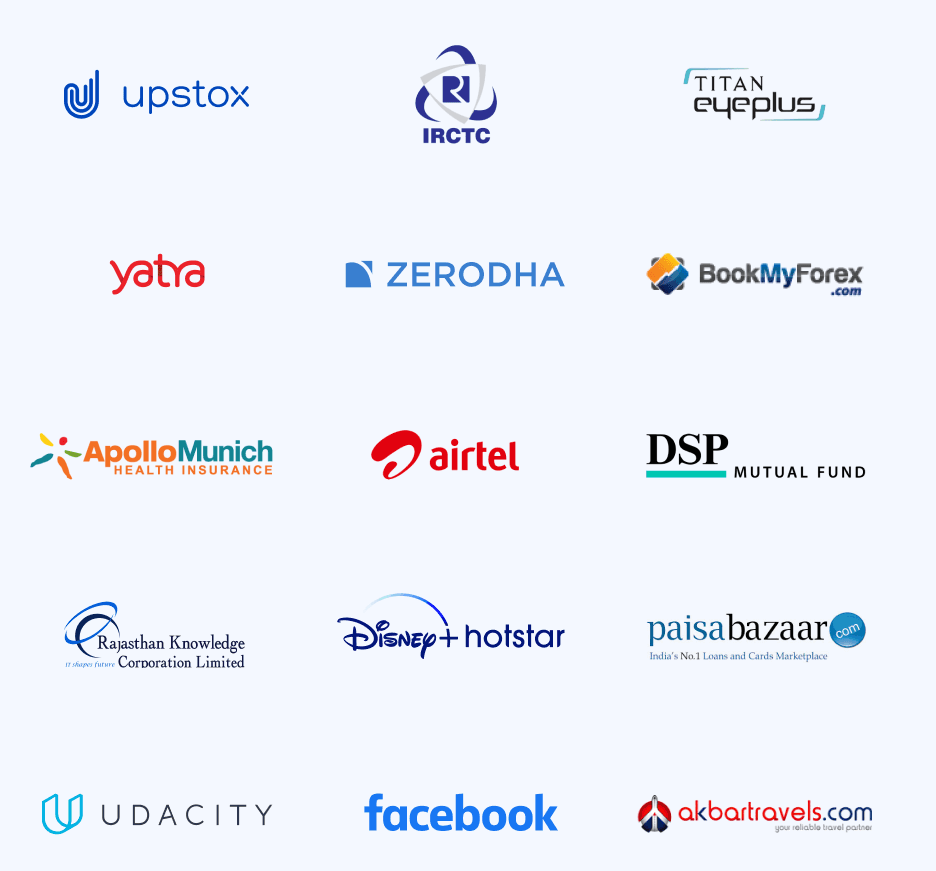 upstox
IRCTC
TITAN
eyeplus
yatra
ZERODHA
BookMyForex
.com
ApolloMunich
HEALTH INSURANCE
airtel
DSP
MUTUAL FUND
Rajasthan Knowledge
IT shapes future Corporation Limited
Disney+ hotstar
paisabazaar com
India's No.1 Loans and Cards Marketplace
UDACITY
facebook
akbartravels.com
your reliable travel partner